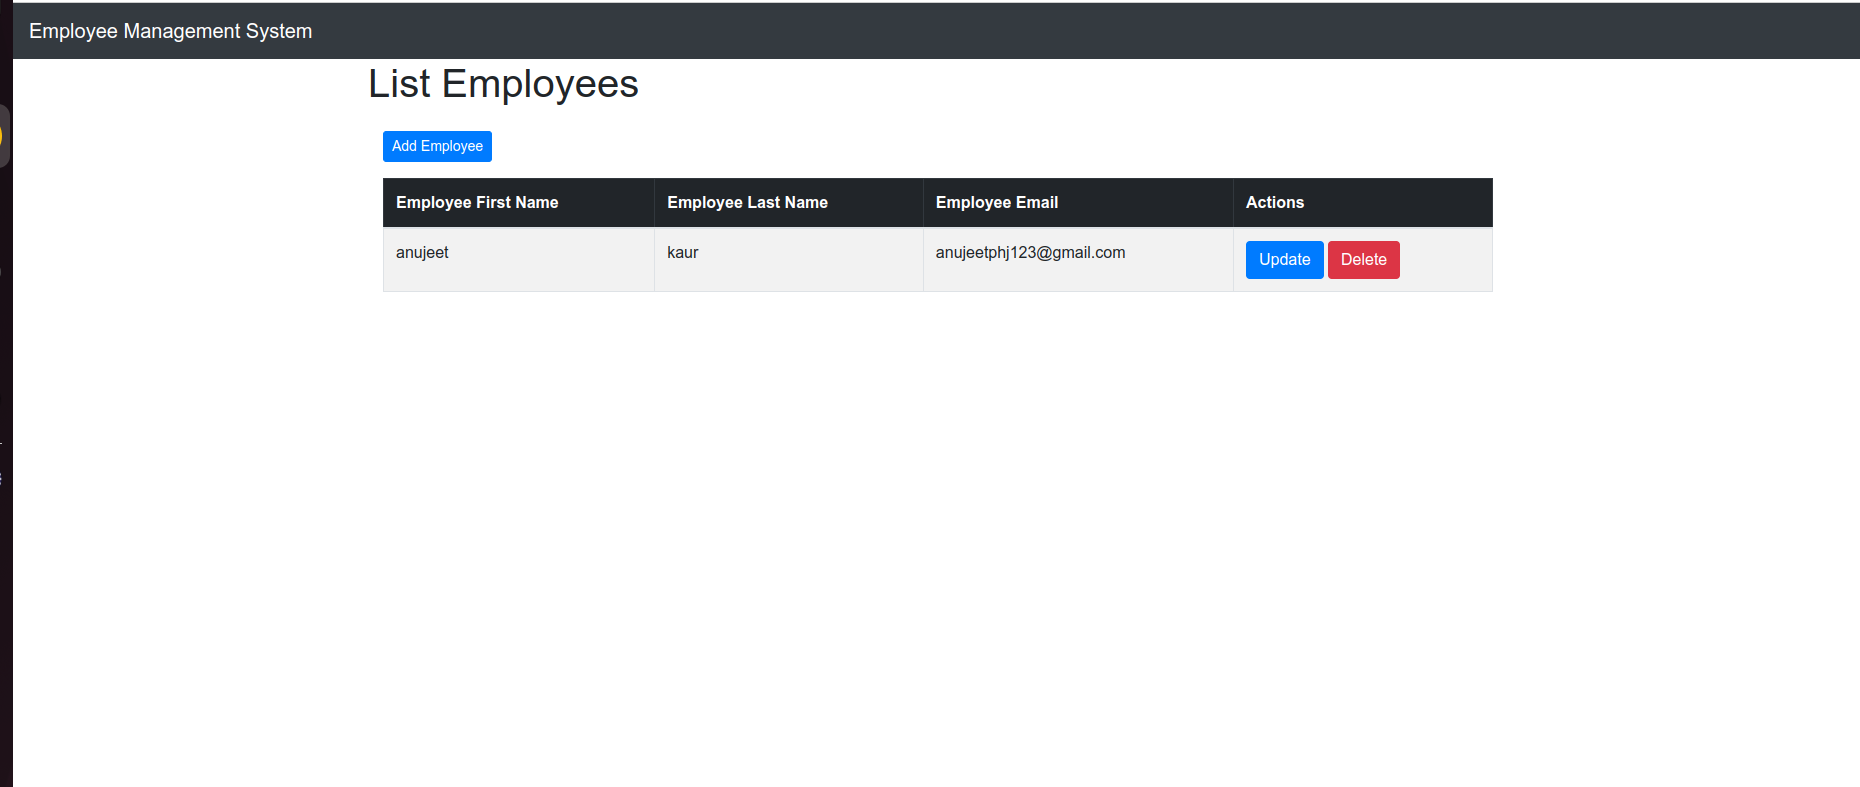 Employee Management System
List Employees
Add Employee
Employee First Name Employee Last Name Employee Email Actions
anujeet kaur anujeetphj123@gmail.com Update Delete